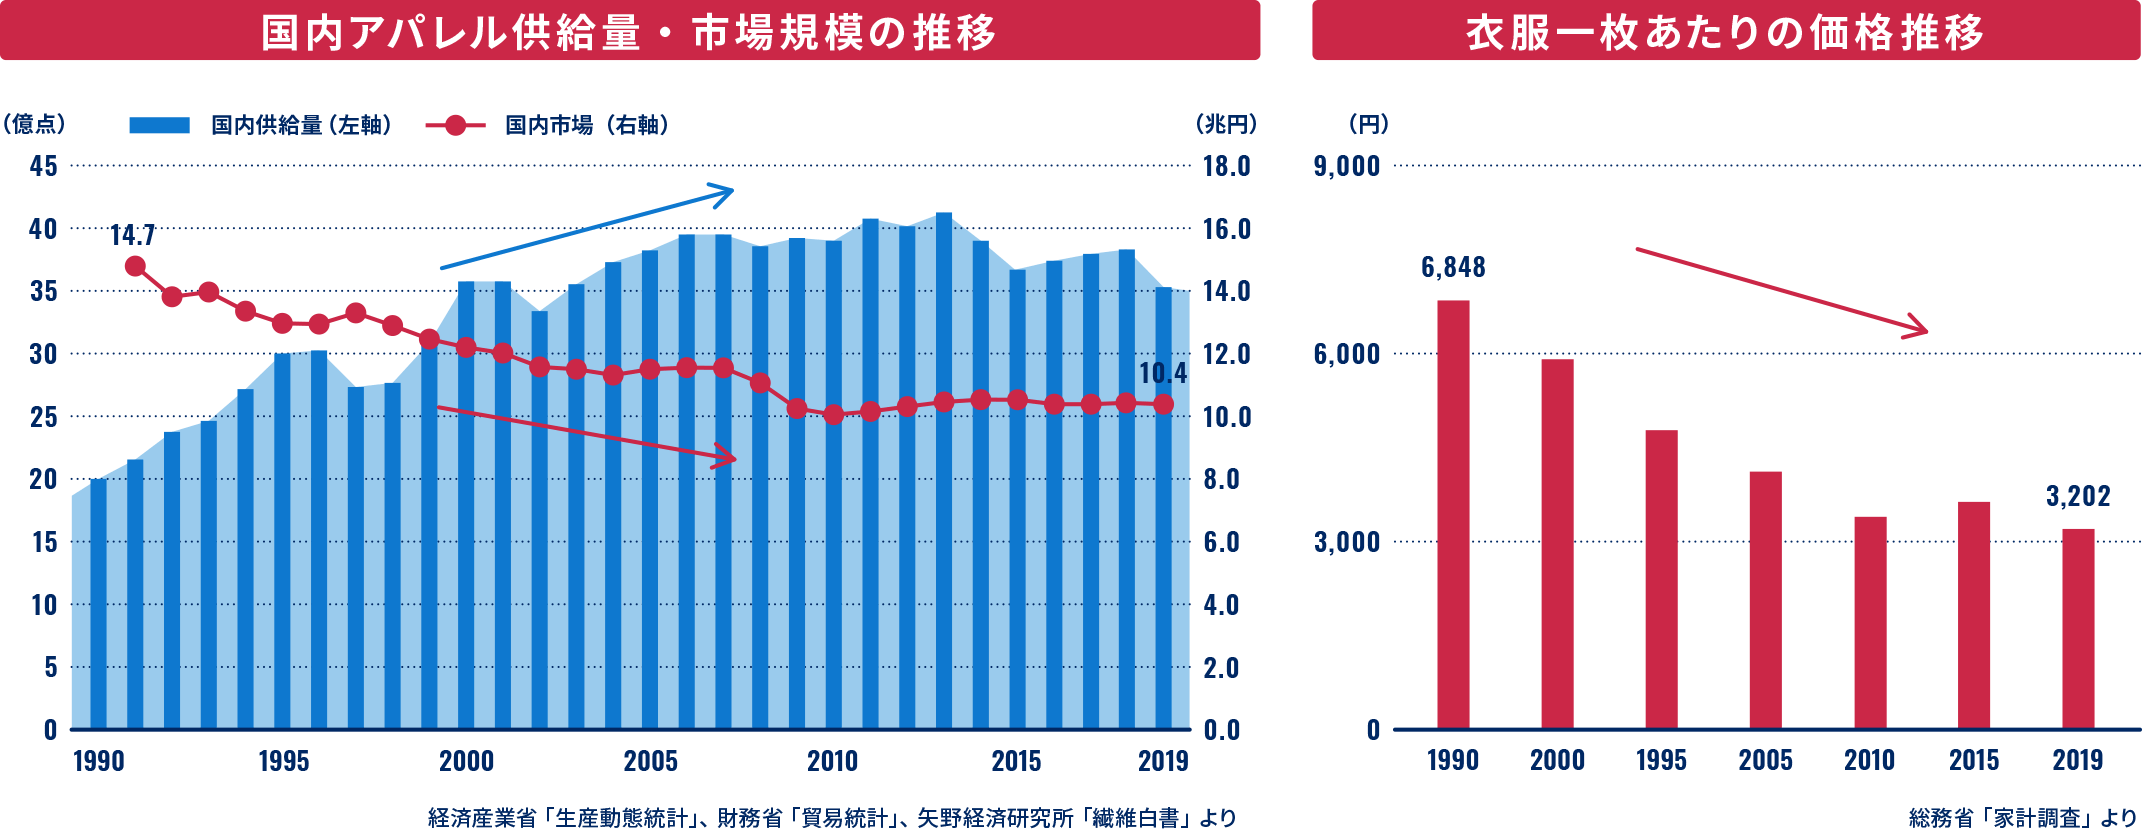 国内アパレル供給量・市場規模の推移
衣服一枚あたりの価格推移
（億点）
国内供給量（左軸）
国内市場（右軸）
（兆円）
（円）
45
40
35
30
25
20
15
10
5
0
14.7
10.4
18.0
16.0
14.0
12.0
10.0
8.0
6.0
4.0
2.0
0.0
1990 1995 2000 2005 2010 2015 2019
経済産業省「生産動態統計」、財務省「貿易統計」、矢野経済研究所「繊維白書」より
9,000
6,000
3,000
0
6,848
3,202
1990 2000 1995 2005 2010 2015 2019
総務省「家計調査」より